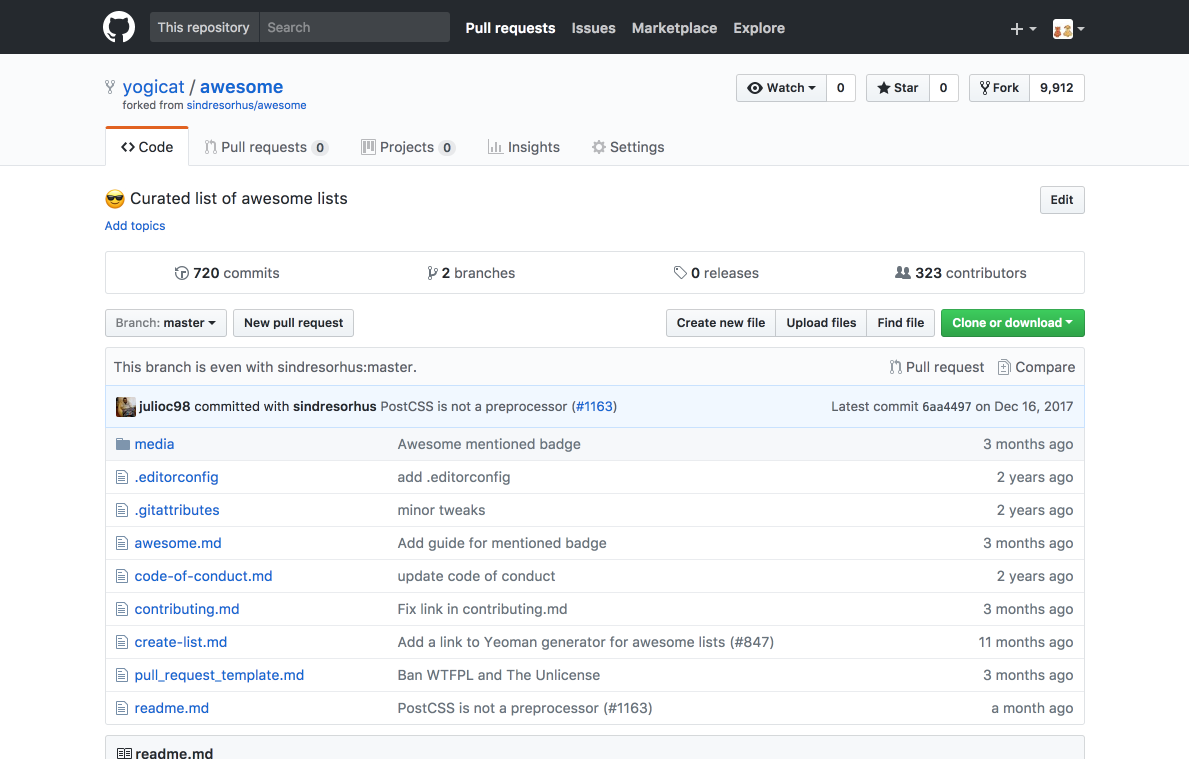 This repository Search Pull requests Issues Marketplace Explore
yogicat / awesome Watch 0 Star 0 Fork 9,912
forked from sindresorhus/awesome
Code Pull requests 0 Projects 0 Insights Settings
😎 Curated list of awesome lists Edit
Add topics
720 commits 2 branches 0 releases 323 contributors
Branch: master New pull request Create new file Upload files Find file Clone or download
This branch is even with sindresorhus:master. Pull request Compare
julioc98 committed with sindresorhus PostCSS is not a preprocessor (#1163) Latest commit 6aa4497 on Dec 16, 2017
media Awesome mentioned badge 3 months ago
.editorconfig add .editorconfig 2 years ago
.gitattributes minor tweaks 2 years ago
awesome.md Add guide for mentioned badge 3 months ago
code-of-conduct.md update code of conduct 2 years ago
contributing.md Fix link in contributing.md 3 months ago
create-list.md Add a link to Yeoman generator for awesome lists (#847) 11 months ago
pull_request_template.md Ban WTFPL and The Unlicense 3 months ago
readme.md PostCSS is not a preprocessor (#1163) a month ago
readme.md